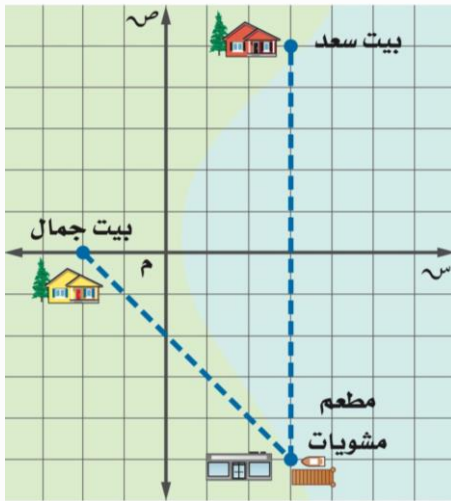 ص
بيت سعد
بيت جمال
م
س
مطعم
مشويات